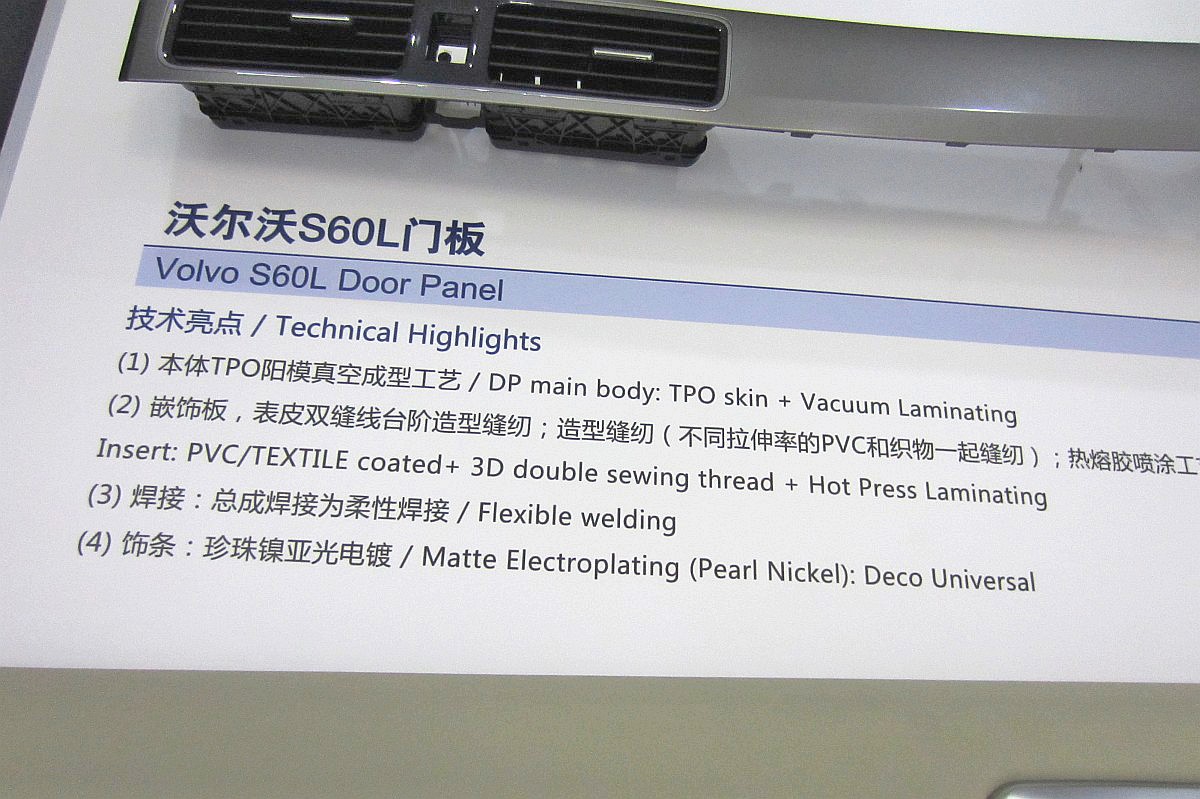 沃尔沃S60L门板
Volvo S60L Door Panel
技术亮点 / Technical Highlights
(1) 本体TPO阳模真空成型工艺 / DP main body: TPO skin + Vacuum Laminating
(2) 嵌饰板，表皮双缝线台阶造型缝纫；造型缝纫（不同拉伸率的PVC和织物一起缝纫）；热熔胶喷涂工
Insert: PVC/TEXTILE coated+ 3D double sewing thread + Hot Press Laminating
(3) 焊接：总成焊接为柔性焊接 / Flexible welding
(4) 饰条：珍珠镍亚光电镀 / Matte Electroplating (Pearl Nickel): Deco Universal